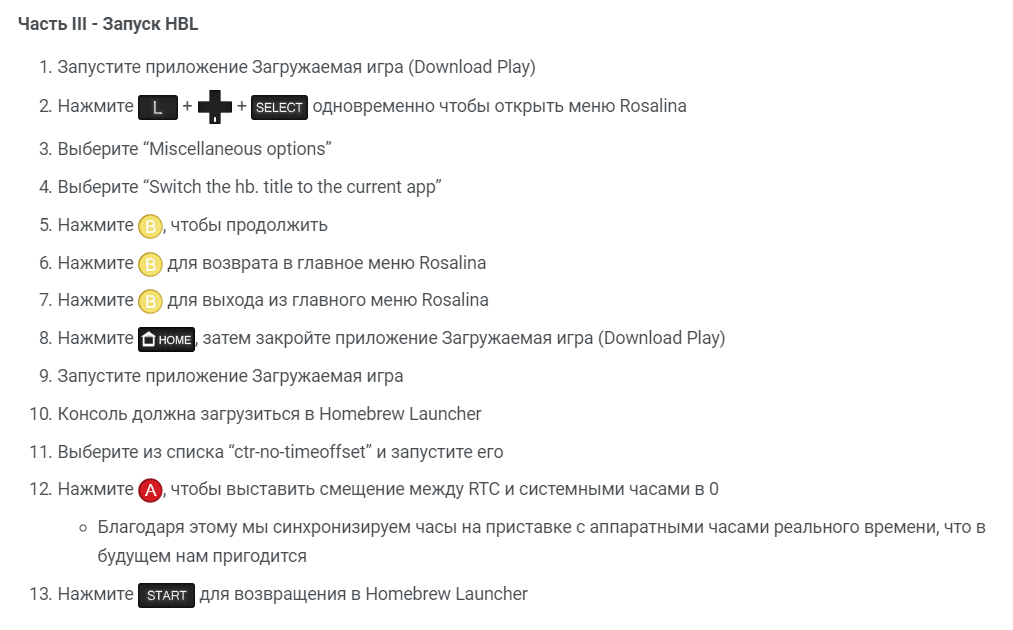 Часть III - Запуск HBL
1. Запустите приложение Загружаемая игра (Download Play)
2. Нажмите L + + SELECT одновременно чтобы открыть меню Rosalina
3. Выберите “Miscellaneous options”
4. Выберите “Switch the hb. title to the current app”
5. Нажмите B, чтобы продолжить
6. Нажмите B для возврата в главное меню Rosalina
7. Нажмите B для выхода из главного меню Rosalina
8. Нажмите HOME, затем закройте приложение Загружаемая игра (Download Play)
9. Запустите приложение Загружаемая игра
10. Консоль должна загрузиться в Homebrew Launcher
11. Выберите из списка “ctr-no-timeoffset” и запустите его
12. Нажмите A, чтобы выставить смещение между RTC и системными часами в 0
Благодаря этому мы синхронизируем часы на приставке с аппаратными часами реального времени, что в
будущем нам пригодится
13. Нажмите START для возвращения в Homebrew Launcher